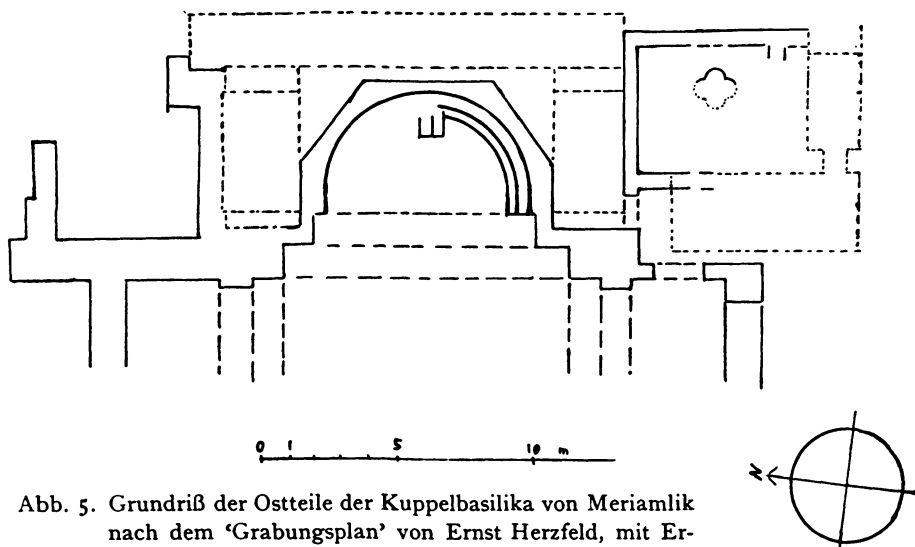 0 1 5 10 m
N
Abb. 5. Grundriß der Ostteile der Kuppelbasilika von Meriamlik
nach dem ‘Grabungsplan’ von Ernst Herzfeld, mit Er-